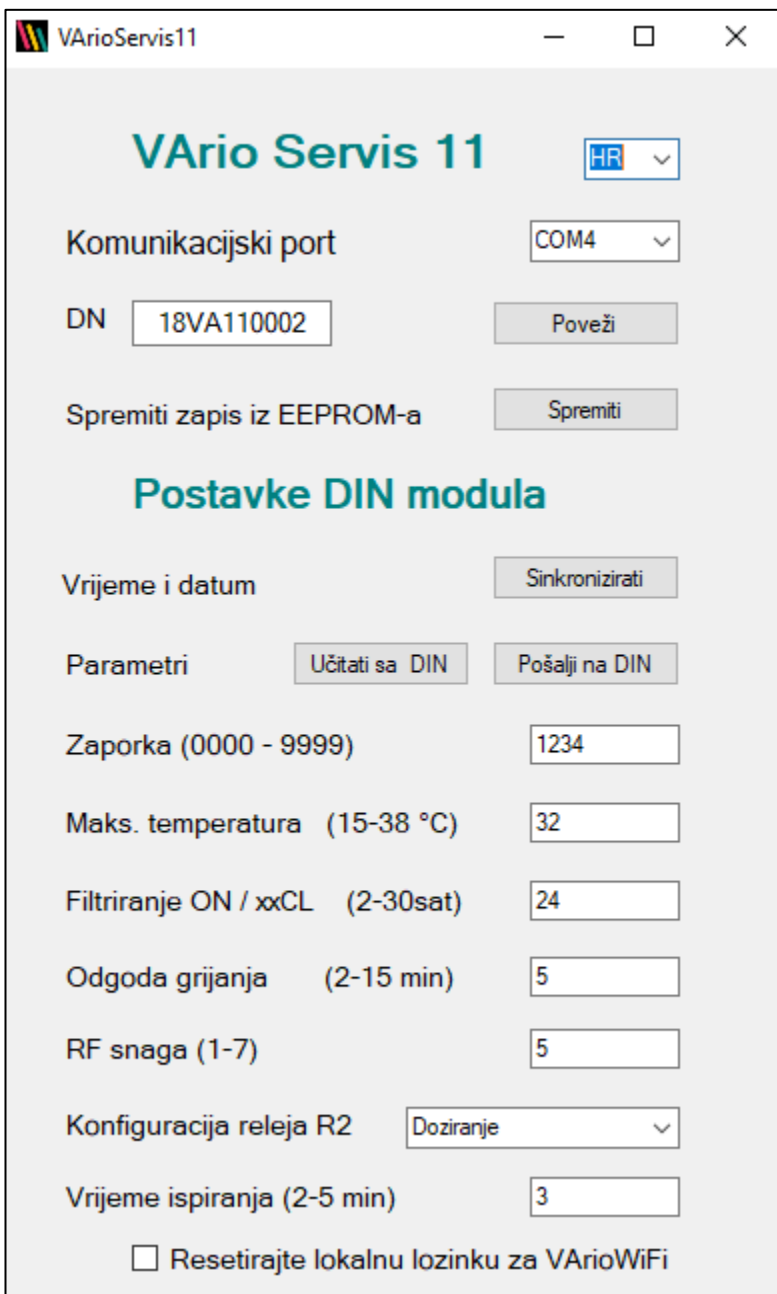 VArioServis11
VArio Servis 11 HR
Komunikacijski port COM4
DN 18VA110002 Poveži
Spremiti zapis iz EEPROM-a Spremiti
Postavke DIN modula
Vrijeme i datum Sinkronizirati
Parametri Učitati sa DIN Pošalji na DIN
Zaporka (0000 - 9999) 1234
Maks. temperatura (15-38 °C) 32
Filtriranje ON / xxCL (2-30sat) 24
Odgoda grijanja (2-15 min) 5
RF snaga (1-7) 5
Konfiguracija releja R2 Doziranje
Vrijeme ispiranja (2-5 min) 3
Resetirajte lokalnu lozinku za VArioWiFi